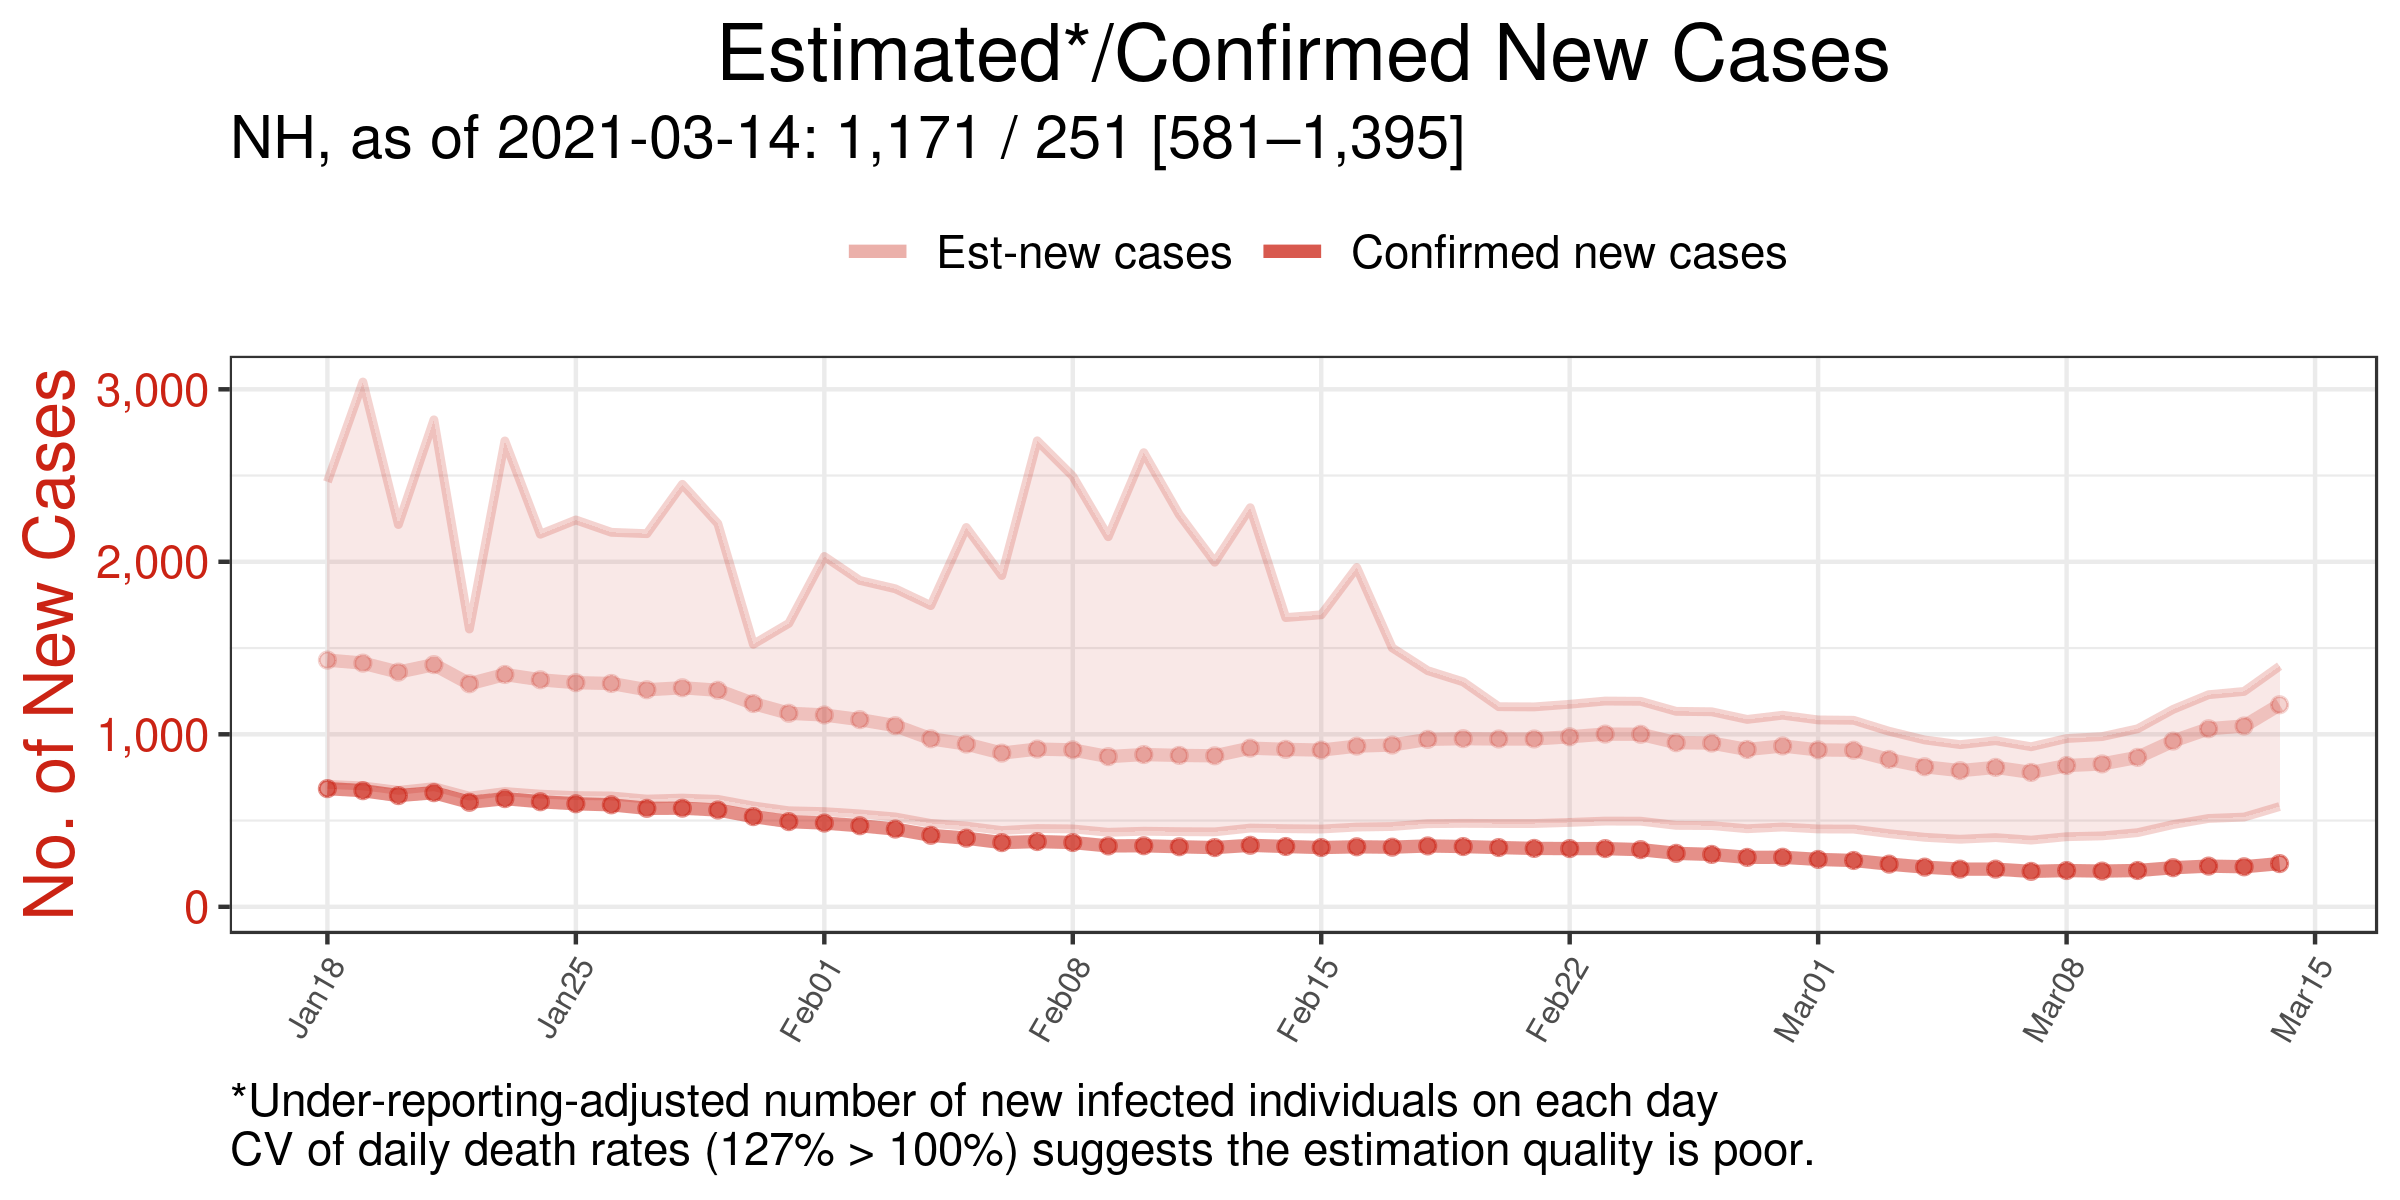 Estimated*/Confirmed New Cases
NH, as of 2021-03-14: 1,171 / 251 [581–1,395]
Est-new cases
Confirmed new cases
No. of New Cases
3,000
2,000
1,000
0
Jan18
Jan25
Feb01
Feb08
Feb15
Feb22
Mar01
Mar08
Mar15
*Under-reporting-adjusted number of new infected individuals on each day
CV of daily death rates (127% > 100%) suggests the estimation quality is poor.